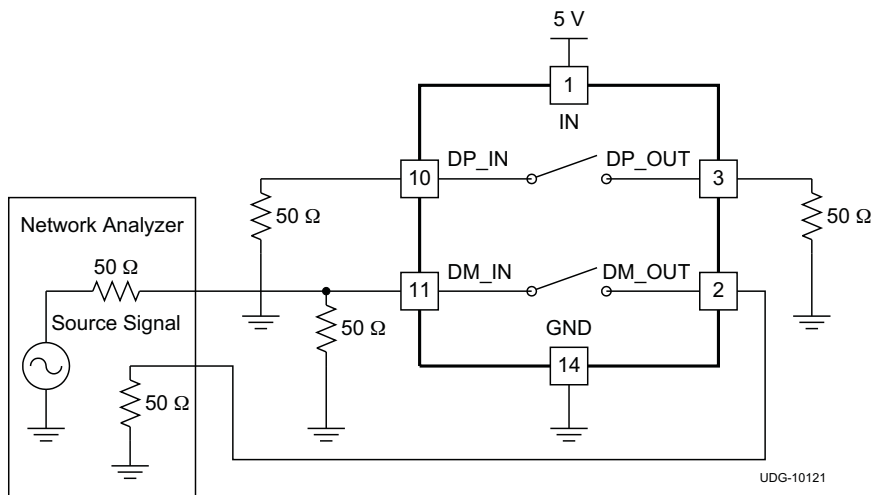 5 V
1
IN
DP_IN
DP_OUT
10
3
50 Ω
50 Ω
Network Analyzer
50 Ω
DM_IN
DM_OUT
11
2
Source Signal
50 Ω
GND
14
50 Ω
UDG-10121